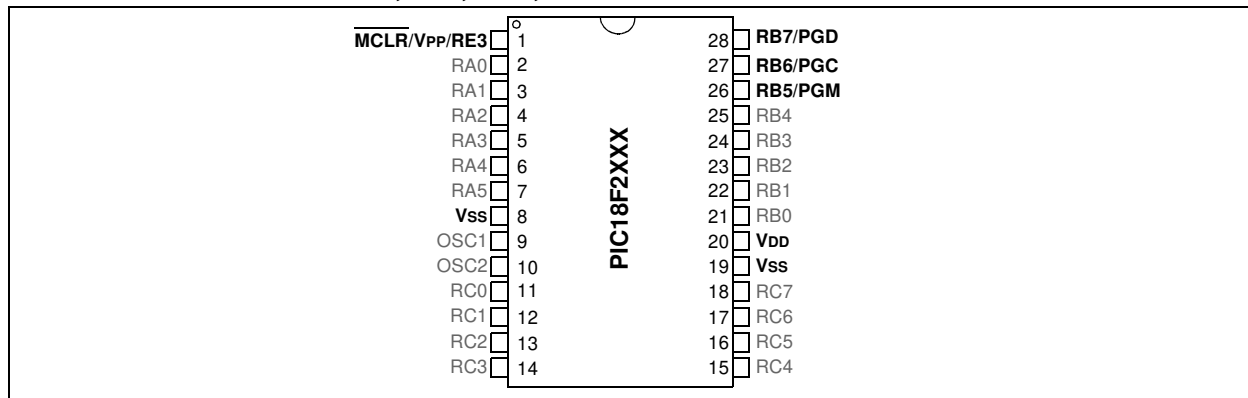 MCLR/VPP/RE3 1 28 RB7/PGD
RA0 2 27 RB6/PGC
RA1 3 26 RB5/PGM
RA2 4 25 RB4
RA3 5 24 RB3
RA4 6 23 RB2
RA5 7 22 RB1
VSS 8 21 RB0
OSC1 9 20 VDD
OSC2 10 19 VSS
RC0 11 18 RC7
RC1 12 17 RC6
RC2 13 16 RC5
RC3 14 15 RC4
PIC18F2XXX